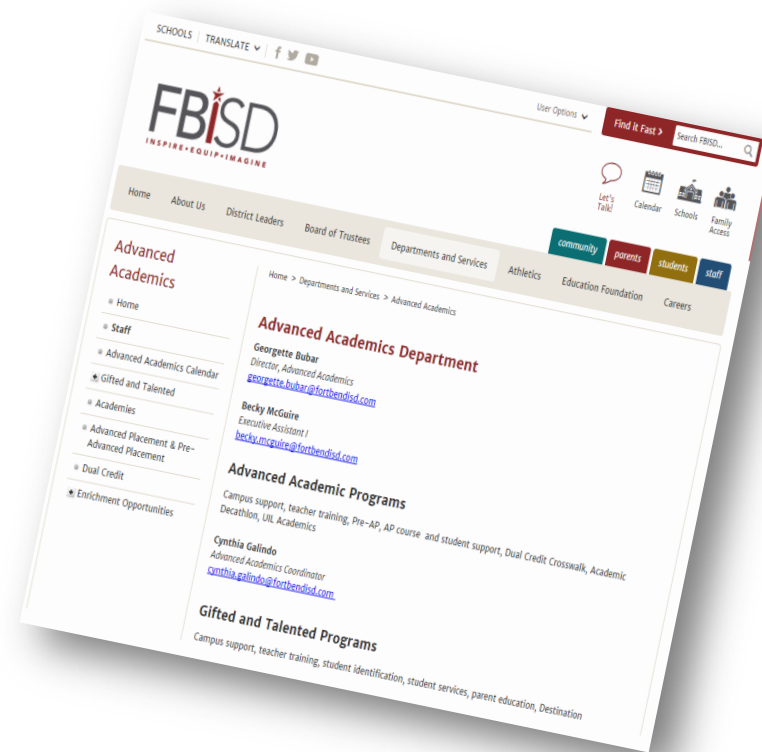 SCHOOLS TRANSLATE
User Options
Find it Fast >
Search FBISD...
FBISD
INSPIRE•EQUIP•IMAGINE
Let's
Talk!
Calendar
Schools
Family
Access
community
parents
students
staff
Home
About Us
District Leaders
Board of Trustees
Departments and Services
Athletics
Education Foundation
Careers
Advanced
Academics
Home
Staff
Advanced Academics Calendar
Gifted and Talented
Academies
Advanced Placement & Pre-
Advanced Placement
Dual Credit
Enrichment Opportunities
Home > Departments and Services > Advanced Academics
Advanced Academics Department
Georgette Bubar
Director, Advanced Academics
georgette.bubar@fortbendisd.com
Becky McGuire
Executive Assistant I
becky.mcguire@fortbendisd.com
Advanced Academic Programs
Campus support, teacher training, Pre-AP, AP course and student support, Dual Credit Crosswalk, Academic
Decathlon, UIL Academics
Cynthia Galindo
Advanced Academics Coordinator
cynthia.galindo@fortbendisd.com
Gifted and Talented Programs
Campus support, teacher training, student identification, student services, parent education, Destination